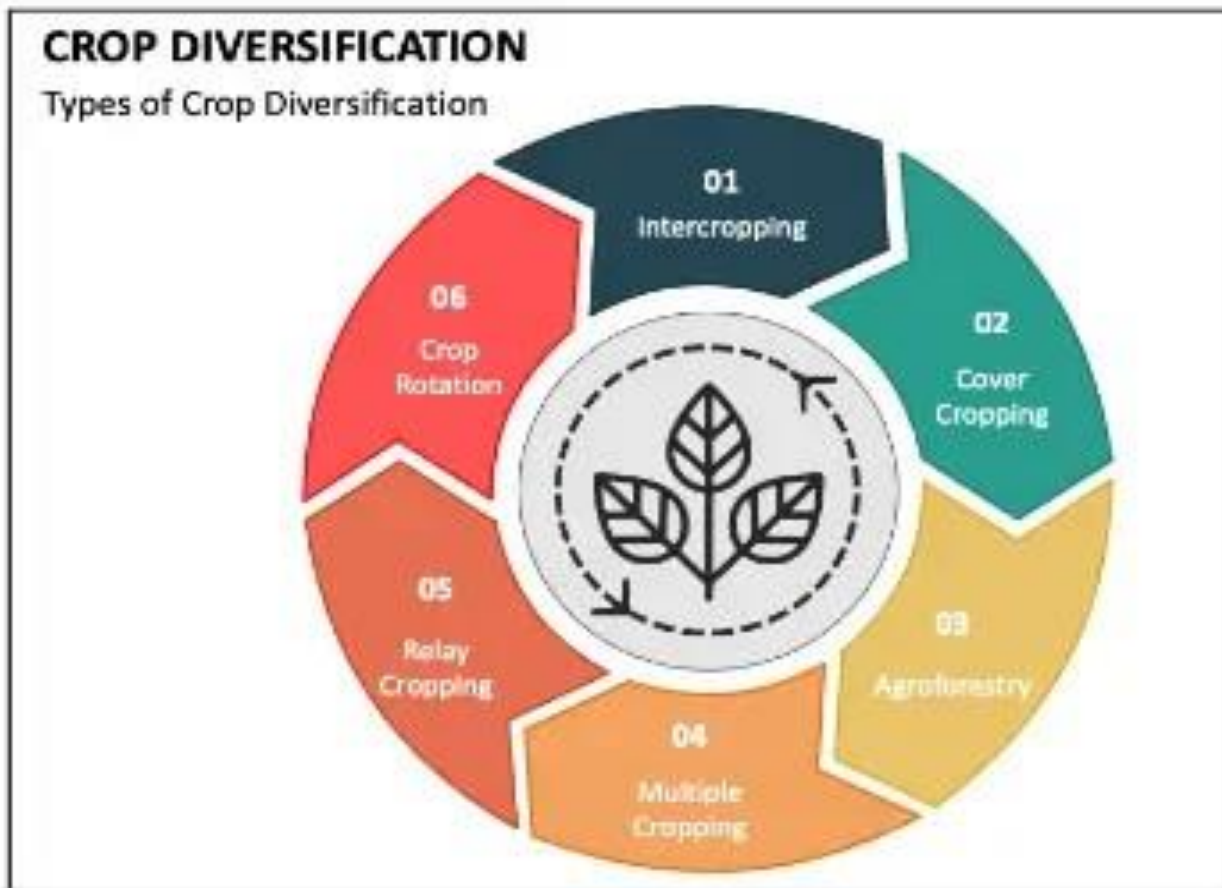 CROP DIVERSIFICATION
Types of Crop Diversification
01
Intercropping
02
Cover
Cropping
03
Agroforestry
04
Multiple
Cropping
05
Relay
Cropping
06
Crop
Rotation